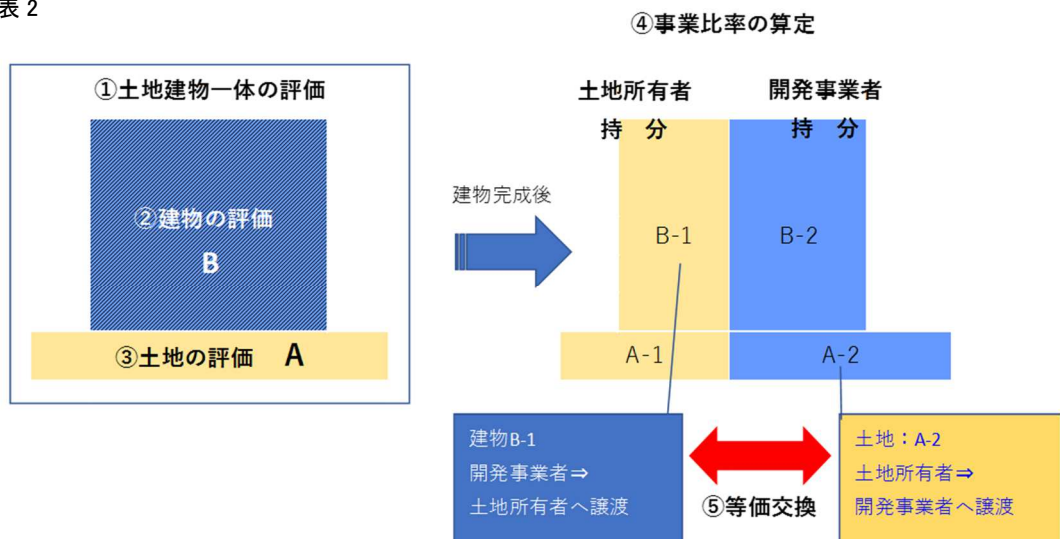 表 2
④事業比率の算定
①土地建物一体の評価
②建物の評価
B
③土地の評価 A
建物完成後
土地所有者
持 分
開発事業者
持 分
B-1
B-2
A-1
A-2
建物B-1
開発事業者⇒
土地所有者へ譲渡
⑤等価交換
土地：A-2
土地所有者⇒
開発事業者へ譲渡